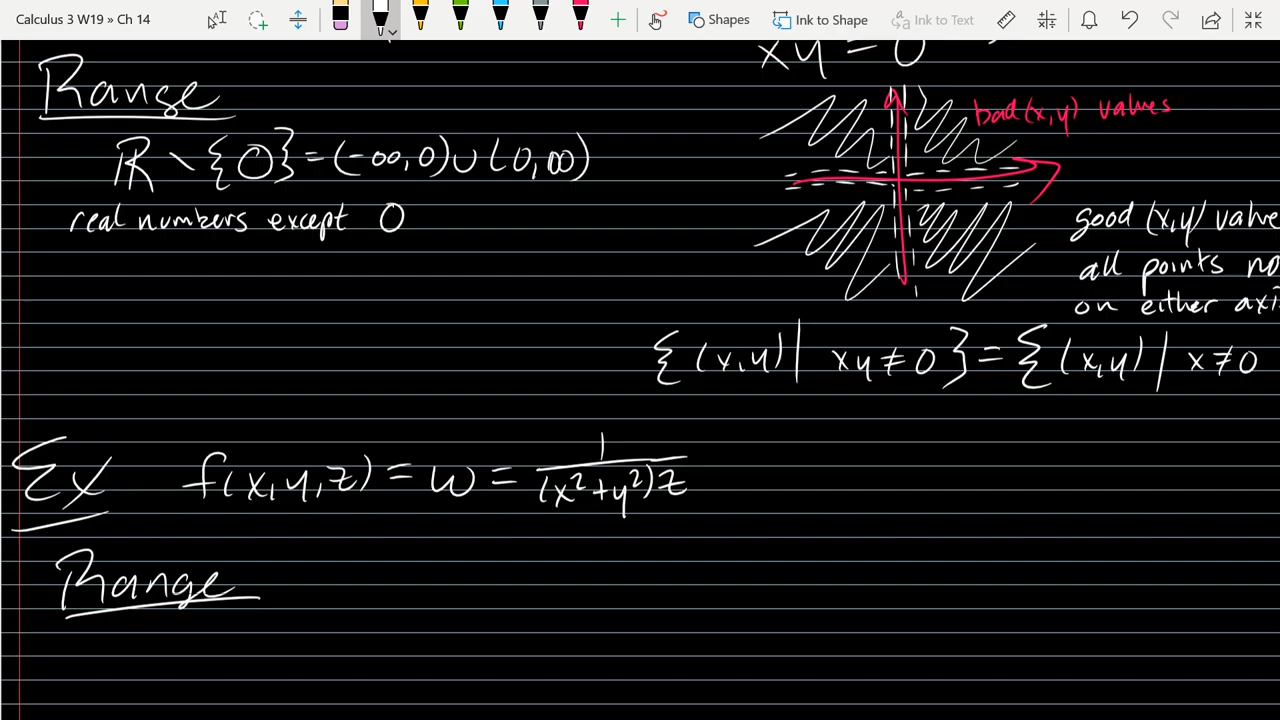 Calculus 3 W19 » Ch 14
Shapes
Ink to Shape
Ink to Text
xy = 0
Range
ℝ \ {0} = (-∞,0)∪(0,∞)
real numbers except 0
bad (x,y) values
good (x,y) value
all points no
on either axi
{(x,y)| xy≠0} = {(x,y)| x≠0
Ex f(x,y,z) = w = 1/((x²+y²)z)
Range